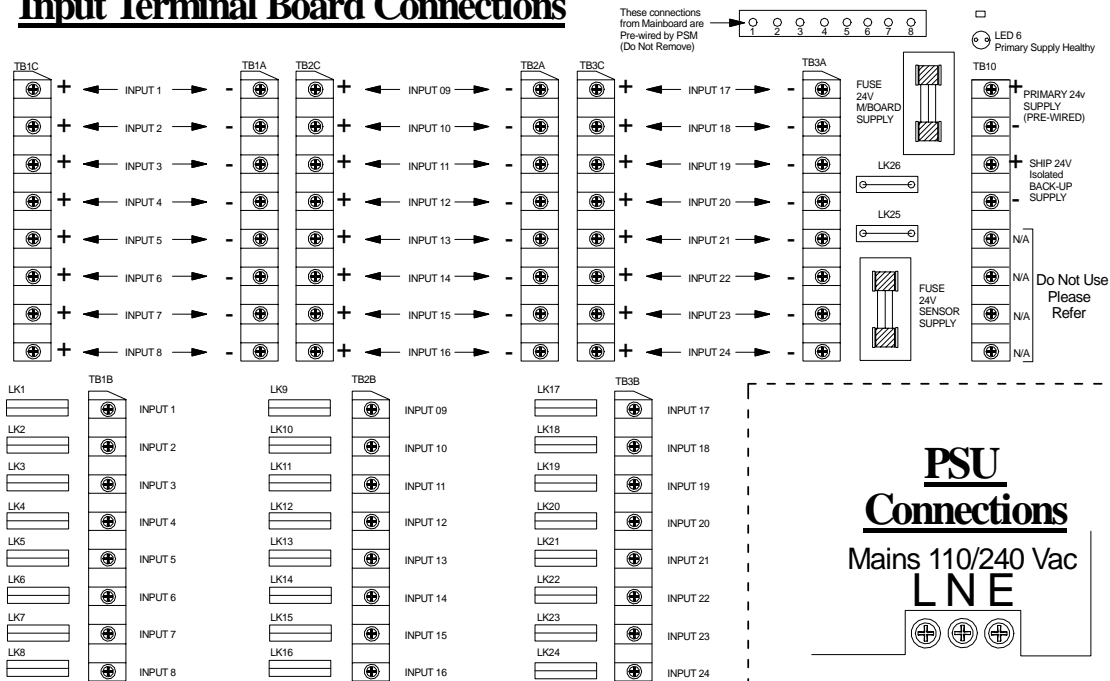 Input Terminal Board Connections
These connections
from Mainboard are
Pre-wired by PSM
(Do Not Remove)
1 2 3 4 5 6 7 8
LED 6
Primary Supply Healthy
TB1C TB1A TB2C TB2A TB3C TB3A TB10
+ INPUT 1 - + INPUT 09 - + INPUT 17 -
+ INPUT 2 - + INPUT 10 - + INPUT 18 -
+ INPUT 3 - + INPUT 11 - + INPUT 19 -
+ INPUT 4 - + INPUT 12 - + INPUT 20 -
+ INPUT 5 - + INPUT 13 - + INPUT 21 -
+ INPUT 6 - + INPUT 14 - + INPUT 22 -
+ INPUT 7 - + INPUT 15 - + INPUT 23 -
+ INPUT 8 - + INPUT 16 - + INPUT 24 -
FUSE
24V
M/BOARD
SUPPLY
LK26
LK25
FUSE
24V
SENSOR
SUPPLY
+
PRIMARY 24v
SUPPLY
(PRE-WIRED)
-
+ SHIP 24V
Isolated
BACK-UP
- SUPPLY
N/A
N/A
N/A
N/A
Do Not Use
Please
Refer
LK1 TB1B LK9 TB2B LK17 TB3B
INPUT 1 INPUT 09 INPUT 17
LK2 LK10 LK18
INPUT 2 INPUT 10 INPUT 18
LK3 LK11 LK19
INPUT 3 INPUT 11 INPUT 19
LK4 LK12 LK20
INPUT 4 INPUT 12 INPUT 20
LK5 LK13 LK21
INPUT 5 INPUT 13 INPUT 21
LK6 LK14 LK22
INPUT 6 INPUT 14 INPUT 22
LK7 LK15 LK23
INPUT 7 INPUT 15 INPUT 23
LK8 LK16 LK24
INPUT 8 INPUT 16 INPUT 24
PSU
Connections
Mains 110/240 Vac
L N E